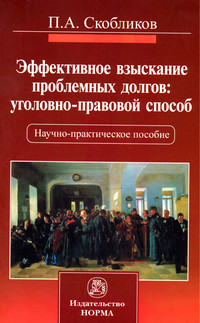 П.А. Скобликов
Эффективное взыскание
проблемных долгов:
уголовно-правовой способ
Научно-практическое пособие
Издательство
НОРМА